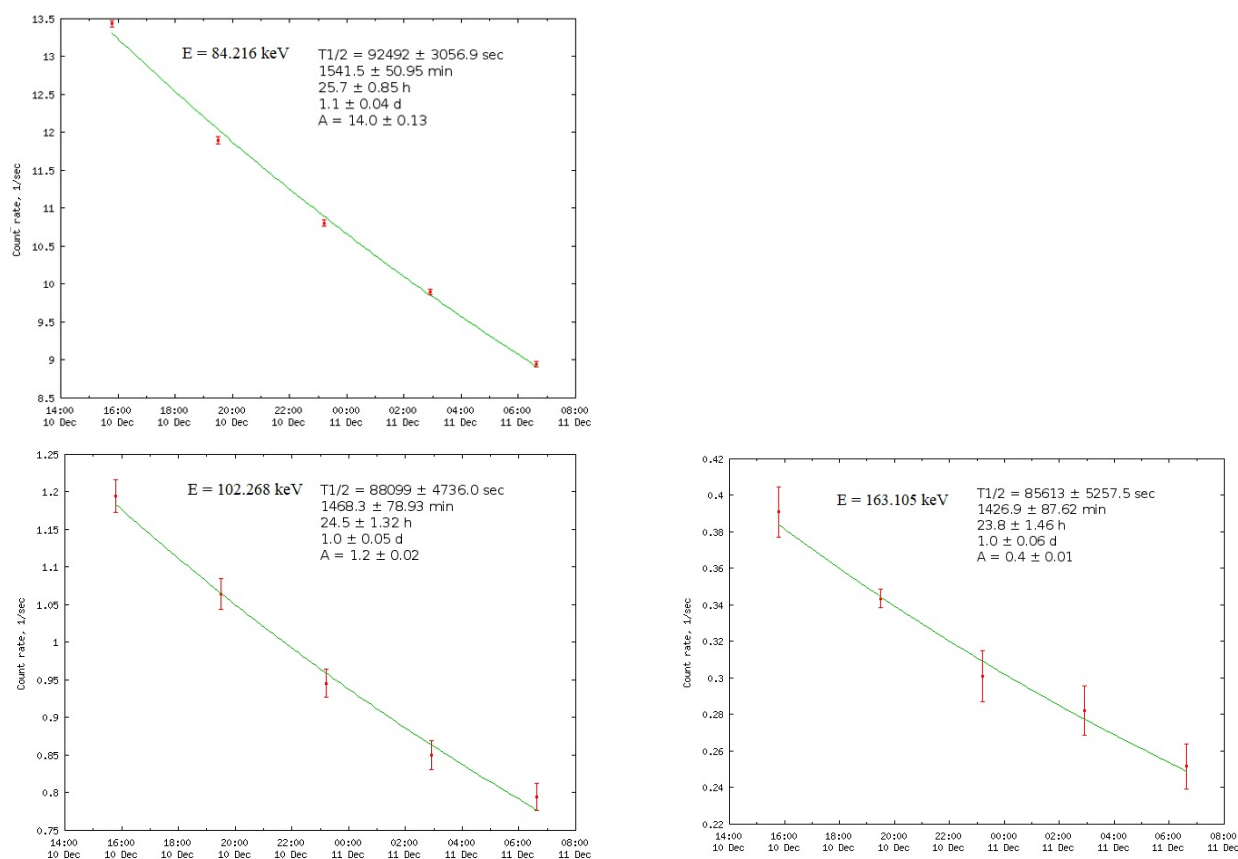 13.5
13
12.5
12
11.5
11
10.5
10
9.5
9
8.5
Count rate, 1/sec
E = 84.216 keV
T1/2 = 92492 ± 3056.9 sec
1541.5 ± 50.95 min
25.7 ± 0.85 h
1.1 ± 0.04 d
A = 14.0 ± 0.13
14:00 16:00 18:00 20:00 22:00 00:00 02:00 04:00 06:00 08:00
10 Dec 10 Dec 10 Dec 10 Dec 10 Dec 11 Dec 11 Dec 11 Dec 11 Dec 11 Dec
1.25
1.2
1.15
1.1
1.05
1
0.95
0.9
0.85
0.8
0.75
Count rate, 1/sec
E = 102.268 keV
T1/2 = 88099 ± 4736.0 sec
1468.3 ± 78.93 min
24.5 ± 1.32 h
1.0 ± 0.05 d
A = 1.2 ± 0.02
14:00 16:00 18:00 20:00 22:00 00:00 02:00 04:00 06:00 08:00
10 Dec 10 Dec 10 Dec 10 Dec 10 Dec 11 Dec 11 Dec 11 Dec 11 Dec 11 Dec
0.42
0.4
0.38
0.36
0.34
0.32
0.3
0.28
0.26
0.24
0.22
Count rate, 1/sec
E = 163.105 keV
T1/2 = 85613 ± 5257.5 sec
1426.9 ± 87.62 min
23.8 ± 1.46 h
1.0 ± 0.06 d
A = 0.4 ± 0.01
14:00 16:00 18:00 20:00 22:00 00:00 02:00 04:00 06:00 08:00
10 Dec 10 Dec 10 Dec 10 Dec 10 Dec 11 Dec 11 Dec 11 Dec 11 Dec 11 Dec